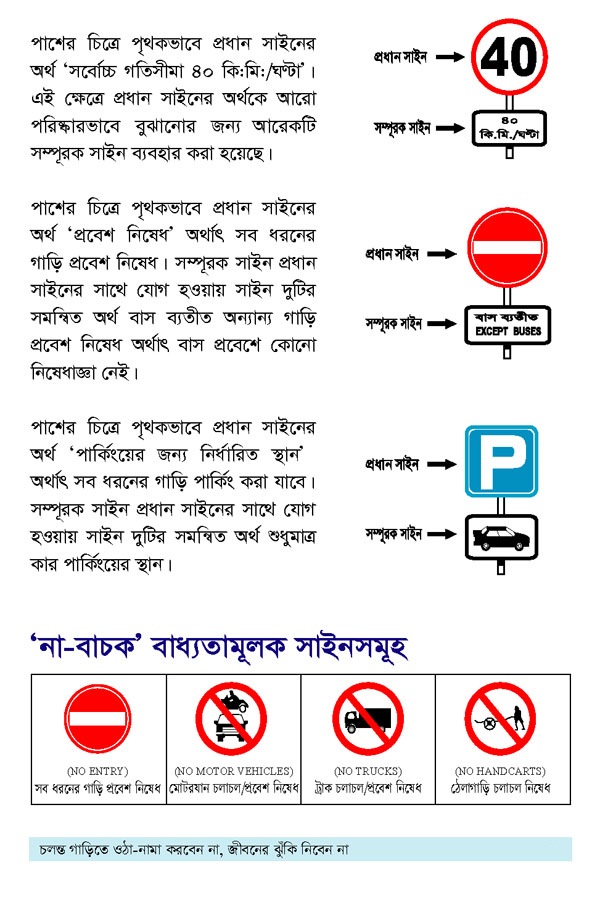 পাশের চিত্রে পৃথকভাবে প্রধান সাইনের
অর্থ ‘সর্বোচ্চ গতিসীমা ৪০ কি:মি:/ঘণ্টা’।
এই ক্ষেত্রে প্রধান সাইনের অর্থকে আরো
পরিষ্কারভাবে বুঝানোর জন্য আরেকটি
সম্পূরক সাইন ব্যবহার করা হয়েছে।
প্রধান সাইন
40
সম্পূরক সাইন
৪০
কি.মি./ঘণ্টা
পাশের চিত্রে পৃথকভাবে প্রধান সাইনের
অর্থ ‘প্রবেশ নিষেধ’ অর্থাৎ সব ধরনের
গাড়ি প্রবেশ নিষেধ। সম্পূরক সাইন প্রধান
সাইনের সাথে যোগ হওয়ায় সাইন দুটির
সমন্বিত অর্থ বাস ব্যতীত অন্যান্য গাড়ি
প্রবেশ নিষেধ অর্থাৎ বাস প্রবেশে কোনো
নিষেধাজ্ঞা নেই।
প্রধান সাইন
সম্পূরক সাইন
বাস ব্যতীত
EXCEPT BUSES
পাশের চিত্রে পৃথকভাবে প্রধান সাইনের
অর্থ ‘পার্কিংয়ের জন্য নির্ধারিত স্থান’
অর্থাৎ সব ধরনের গাড়ি পার্কিং করা যাবে।
সম্পূরক সাইন প্রধান সাইনের সাথে যোগ
হওয়ায় সাইন দুটির সমন্বিত অর্থ শুধুমাত্র
কার পার্কিংয়ের স্থান।
প্রধান সাইন
P
সম্পূরক সাইন
‘না-বাচক’ বাধ্যতামূলক সাইনসমূহ
(NO ENTRY)
সব ধরনের গাড়ি প্রবেশ নিষেধ
(NO MOTOR VEHICLES)
মোটরযান চলাচল/প্রবেশ নিষেধ
(NO TRUCKS)
ট্রাক চলাচল/প্রবেশ নিষেধ
(NO HANDCARTS)
ঠেলাগাড়ি চলাচল নিষেধ
চলন্ত গাড়িতে ওঠা-নামা করবেন না, জীবনের ঝুঁকি নিবেন না